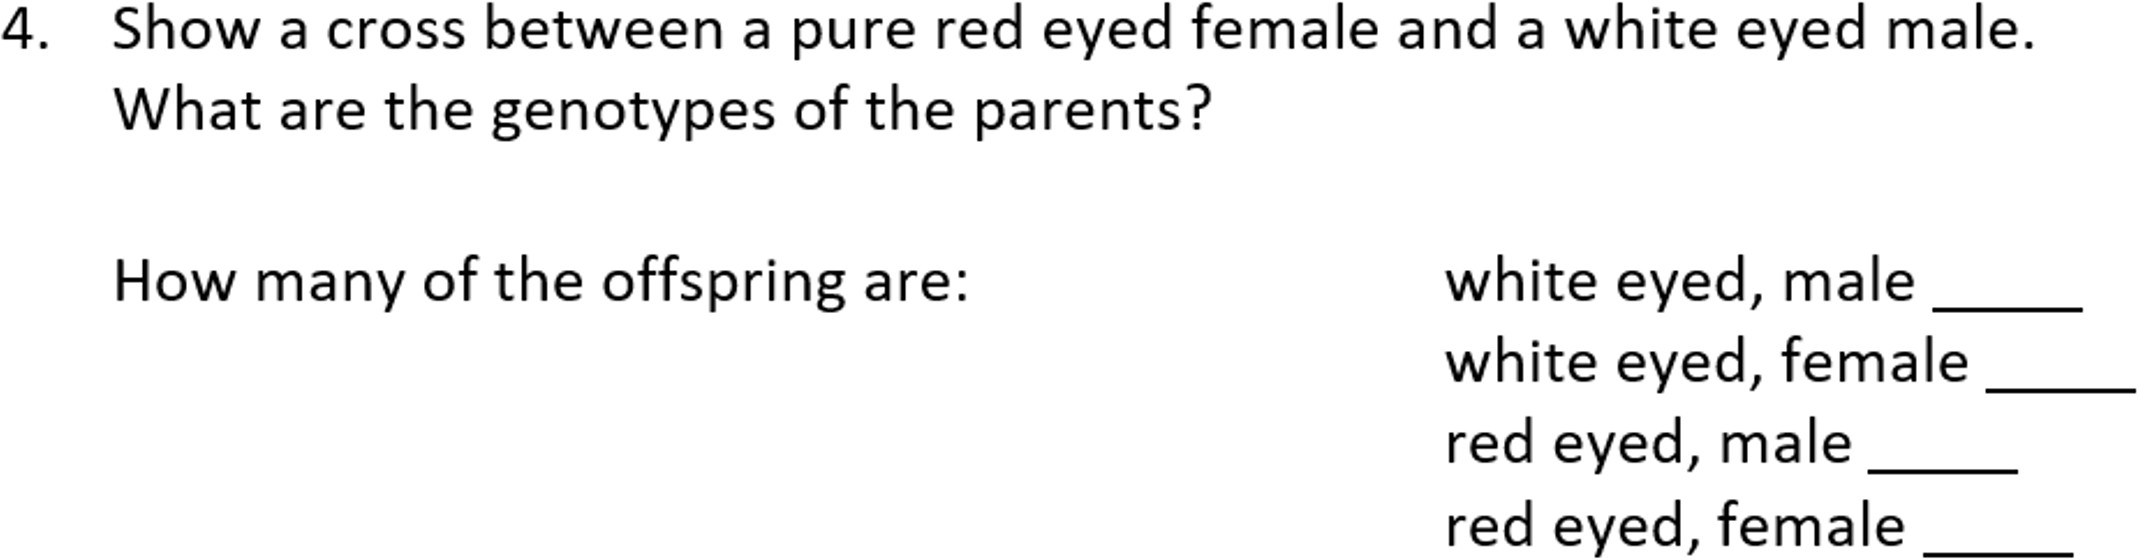 4. Show a cross between a pure red eyed female and a white eyed male.
What are the genotypes of the parents?
How many of the offspring are:
white eyed, male _____
white eyed, female _____
red eyed, male _____
red eyed, female _____